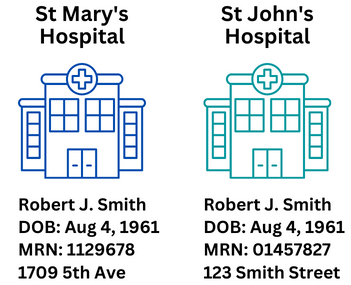 St Mary's
Hospital
Robert J. Smith
DOB: Aug 4, 1961
MRN: 1129678
1709 5th Ave
St John's
Hospital
Robert J. Smith
DOB: Aug 4, 1961
MRN: 01457827
123 Smith Street